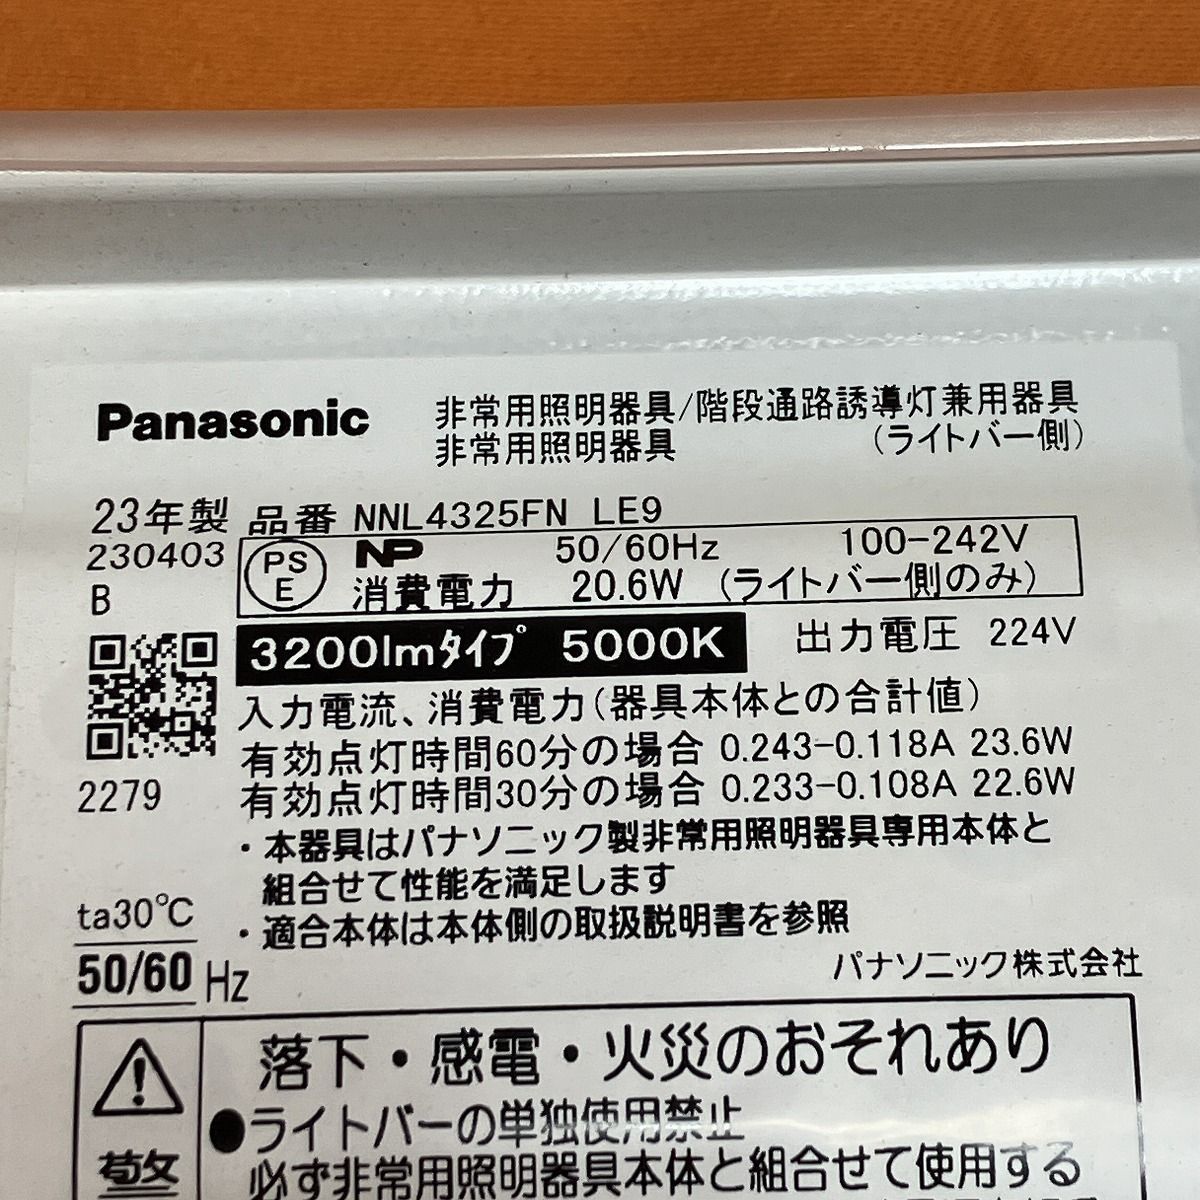 Panasonic
非常用照明器具/階段通路誘導灯兼用器具
非常用照明器具 (ライトバー側)
23年製 品番 NNL4325FN LE9
230403
B
PS
E
NP 50/60Hz 100-242V
消費電力 20.6W (ライトバー側のみ)
3200lmタイプ 5000K 出力電圧 224V
入力電流、消費電力(器具本体との合計値)
有効点灯時間60分の場合 0.243-0.118A 23.6W
有効点灯時間30分の場合 0.233-0.108A 22.6W
2279
・本器具はパナソニック製非常用照明器具専用本体と
組合せて性能を満足します
・適合本体は本体側の取扱説明書を参照
ta30℃
50/60 Hz
パナソニック株式会社
落下・感電・火災のおそれあり
●ライトバーの単独使用禁止
警 必ず非常用照明器具本体と組合せて使用する